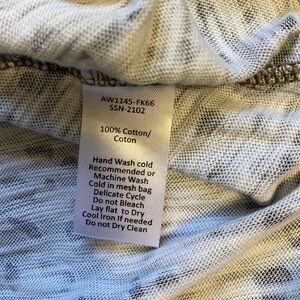 AW1145-FK66
SSN-2102
100% Cotton/
Coton
Hand Wash cold
Recommended or
Machine Wash
Cold in mesh bag
Delicate Cycle
Do not Bleach
Lay flat to Dry
Cool Iron If needed
Do not Dry Clean